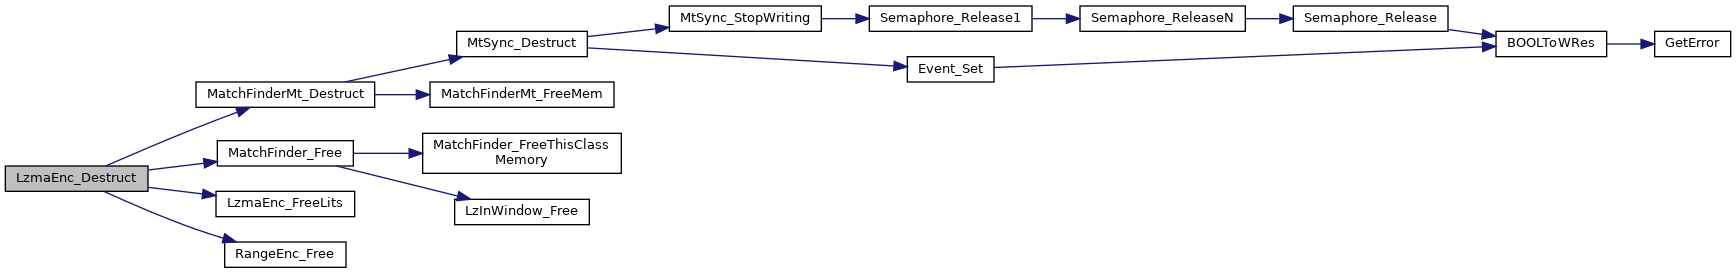 LzmaEnc_Destruct
MatchFinderMt_Destruct
MtSync_Destruct
MtSync_StopWriting
Semaphore_Release1
Semaphore_ReleaseN
Semaphore_Release
BOOLToWRes
GetError
Event_Set
MatchFinderMt_FreeMem
MatchFinder_Free
MatchFinder_FreeThisClass
Memory
LzInWindow_Free
LzmaEnc_FreeLits
RangeEnc_Free